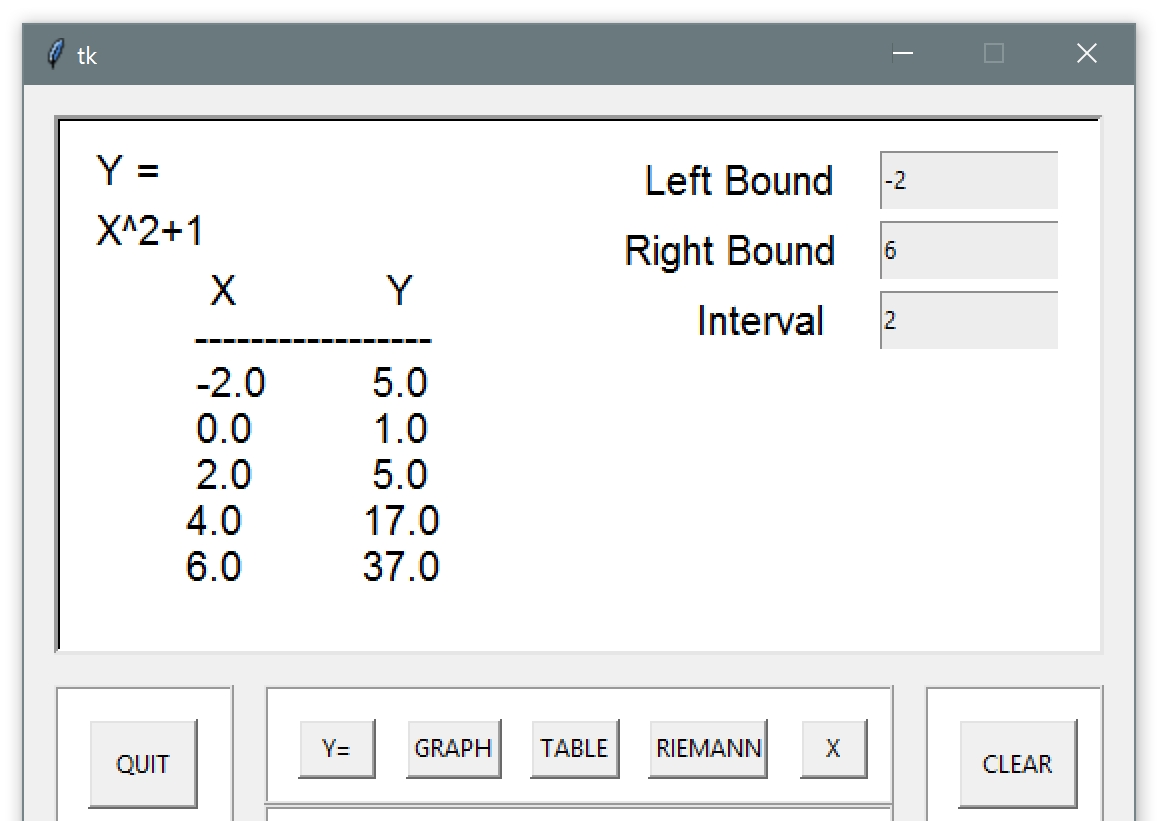 tk
Y =
X^2+1
X Y
-----------------
-2.0 5.0
0.0 1.0
2.0 5.0
4.0 17.0
6.0 37.0
Left Bound -2
Right Bound 6
Interval 2
QUIT
Y= GRAPH TABLE RIEMANN X
CLEAR